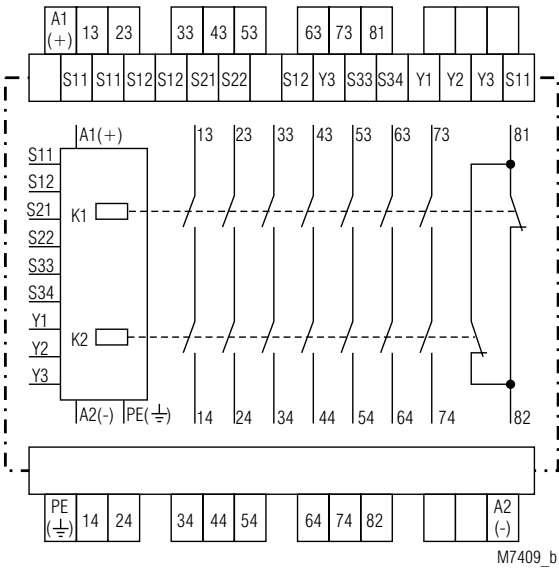 A1 (+) 13 23 33 43 53 63 73 81
S11 S11 S12 S12 S21 S22 S12 Y3 S33 S34 Y1 Y2 Y3 S11
A1(+) 13 23 33 43 53 63 73 81
S11
S12
S21
K1
S22
S33
S34
Y1
K2
Y2
Y3
A2(-) PE(⏚) 14 24 34 44 54 64 74 82
PE (⏚) 14 24 34 44 54 64 74 82 A2 (-)
M7409_b